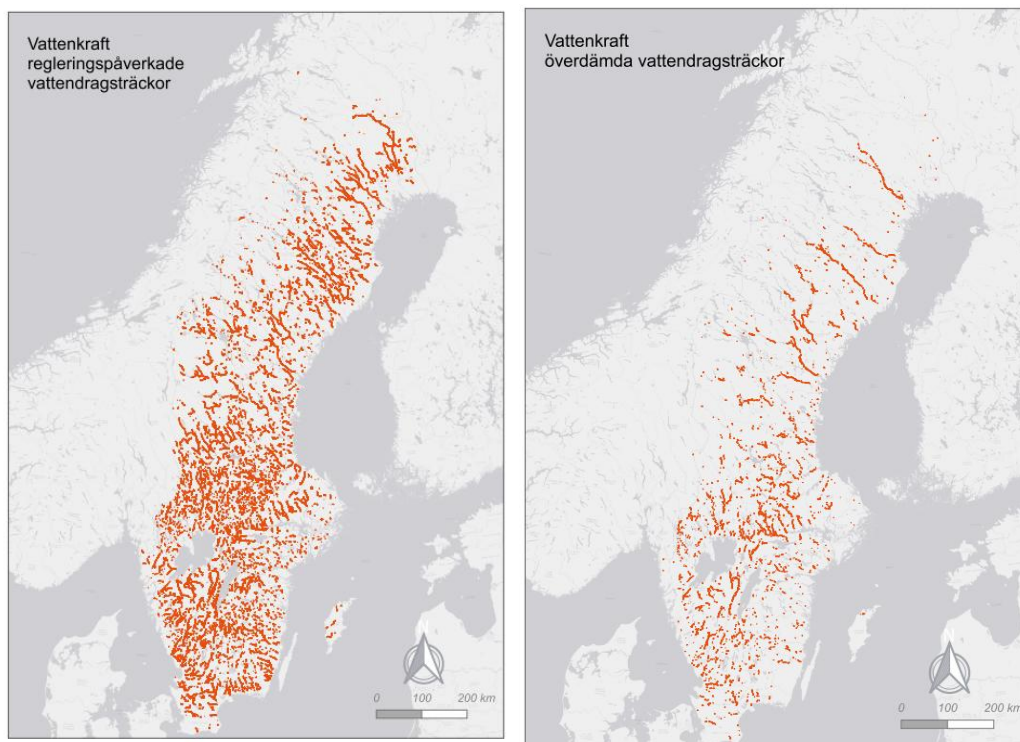 Vattenkraft
regleringspåverkade
vattendragsträckor
N
0 100 200 km
Vattenkraft
överdämda vattendragsträckor
N
0 100 200 km